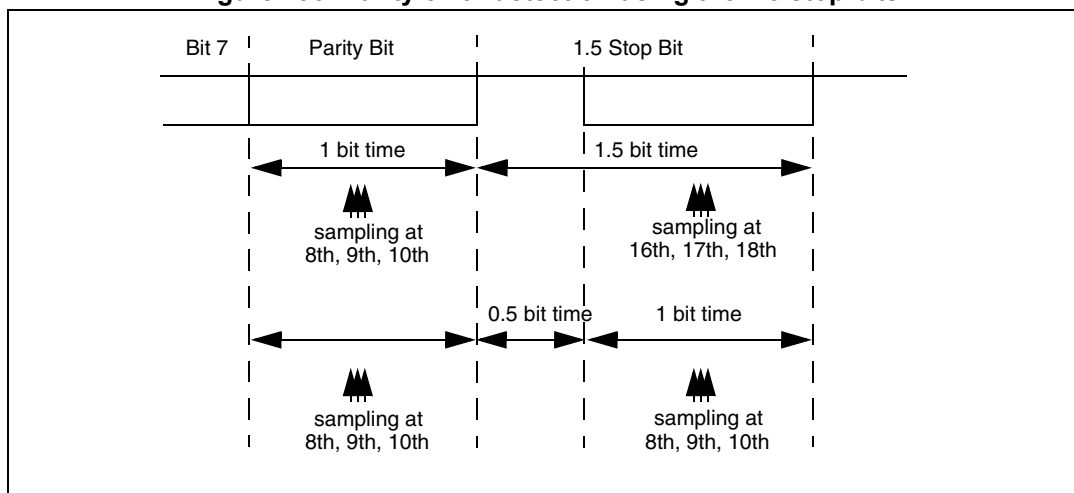 Bit 7 Parity Bit 1.5 Stop Bit
1 bit time 1.5 bit time
sampling at
8th, 9th, 10th
sampling at
16th, 17th, 18th
0.5 bit time 1 bit time
sampling at
8th, 9th, 10th
sampling at
8th, 9th, 10th